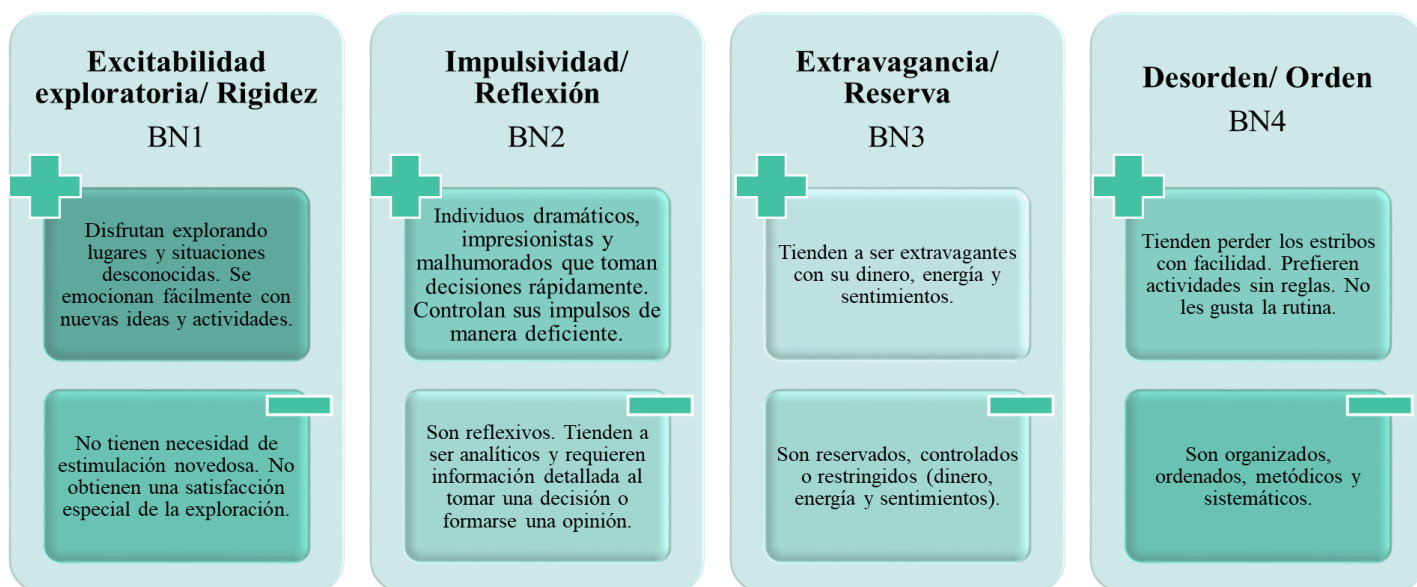 Excitabilidad
exploratoria/ Rigidez
BN1
Disfrutan explorando
lugares y situaciones
desconocidas. Se
emocionan fácilmente con
nuevas ideas y actividades.
No tienen necesidad de
estimulación novedosa. No
obtienen una satisfacción
especial de la exploración.
Impulsividad/
Reflexión
BN2
Individuos dramáticos,
impresionistas y
malhumorados que toman
decisiones rápidamente.
Controlan sus impulsos de
manera deficiente.
Son reflexivos. Tienden a
ser analíticos y requieren
información detallada al
tomar una decisión o
formarse una opinión.
Extravagancia/
Reserva
BN3
Tienden a ser extravagantes
con su dinero, energía y
sentimientos.
Son reservados, controlados
o restringidos (dinero,
energía y sentimientos).
Desorden/ Orden
BN4
Tienden perder los estribos
con facilidad. Prefieren
actividades sin reglas. No
les gusta la rutina.
Son organizados,
ordenados, metódicos y
sistemáticos.